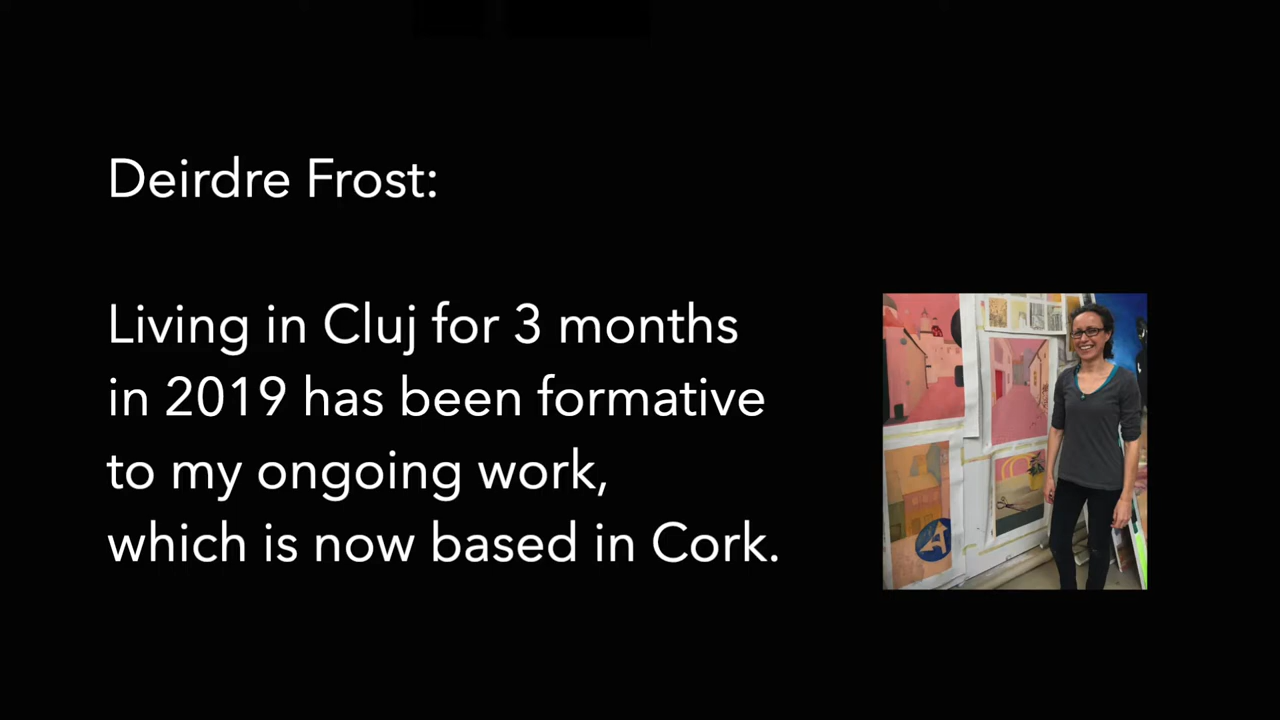 Deirdre Frost:
Living in Cluj for 3 months
in 2019 has been formative
to my ongoing work,
which is now based in Cork.
A